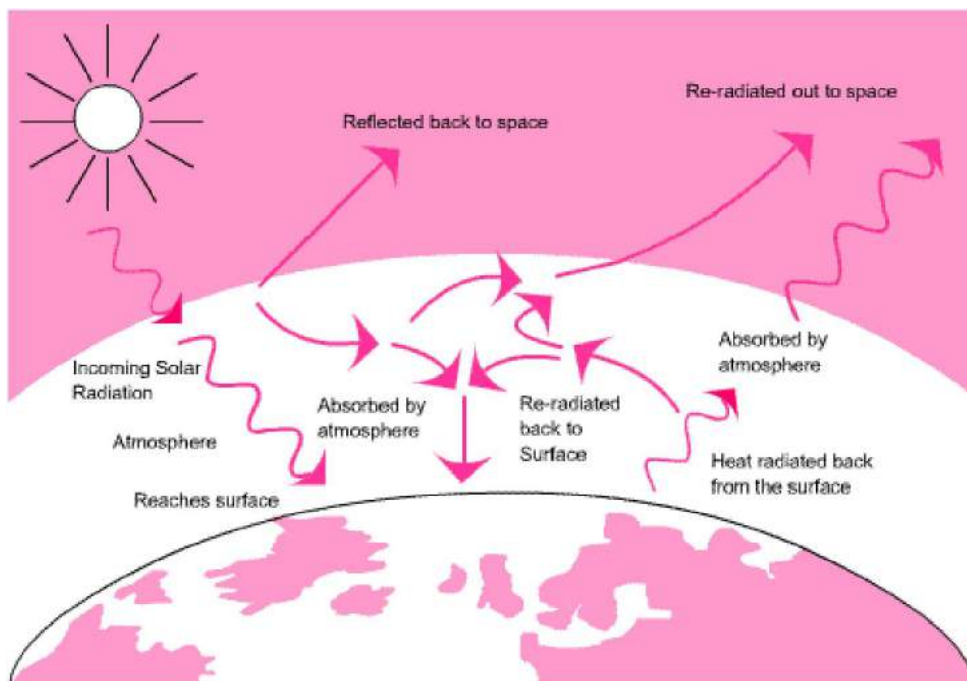 Re-radiated out to space
Reflected back to space
Incoming Solar
Radiation
Atmosphere
Reaches surface
Absorbed by
atmosphere
Re-radiated
back to
Surface
Absorbed by
atmosphere
Heat radiated back
from the surface